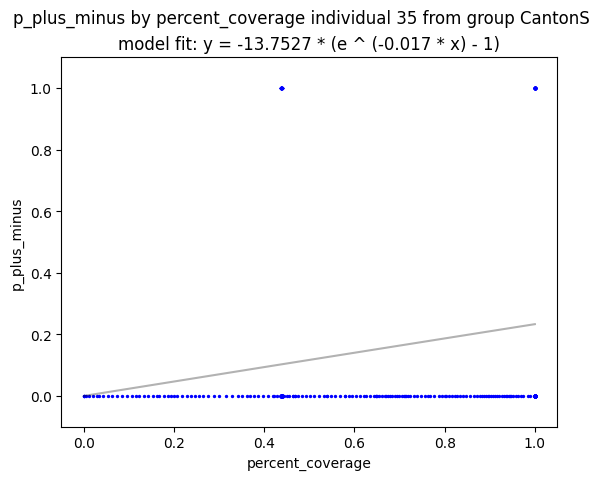 p_plus_minus by percent_coverage individual 35 from group CantonS
model fit: y = -13.7527 * (e ^ (-0.017 * x) - 1)
1.0
0.8
0.6
0.4
0.2
0.0
p_plus_minus
0.0 0.2 0.4 0.6 0.8 1.0
percent_coverage